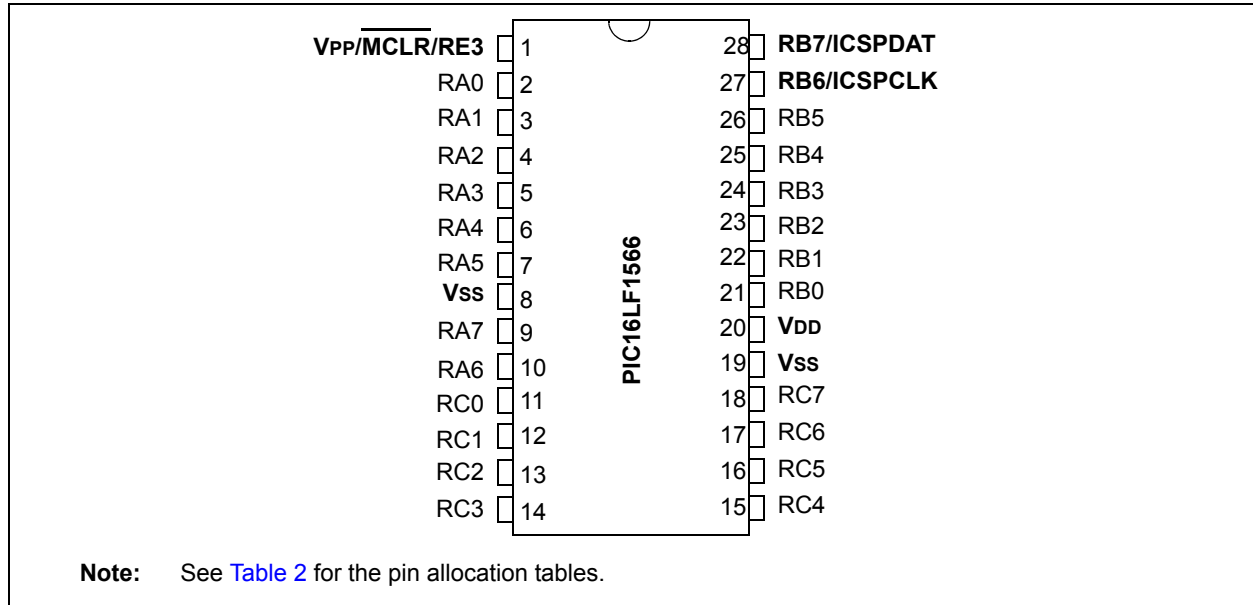 VPP/MCLR/RE3 1 28 RB7/ICSPDAT
RA0 2 27 RB6/ICSPCLK
RA1 3 26 RB5
RA2 4 25 RB4
RA3 5 24 RB3
RA4 6 23 RB2
RA5 7 22 RB1
VSS 8 21 RB0
RA7 9 20 VDD
RA6 10 19 VSS
RC0 11 18 RC7
RC1 12 17 RC6
RC2 13 16 RC5
RC3 14 15 RC4
PIC16LF1566
Note: See Table 2 for the pin allocation tables.